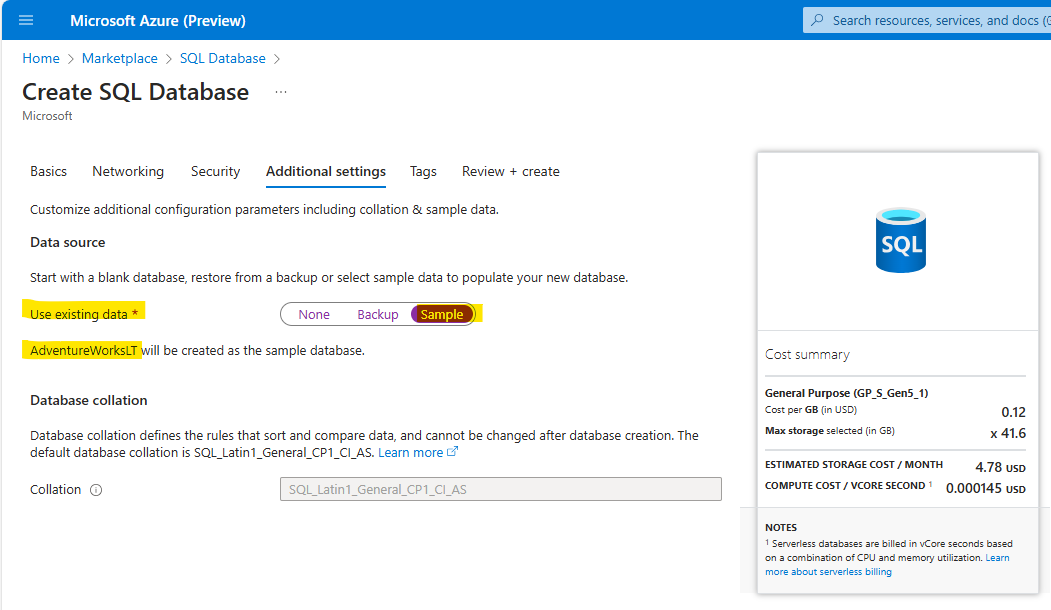 Microsoft Azure (Preview)
Search resources, services, and docs (G
Home > Marketplace > SQL Database >
Create SQL Database ...
Microsoft
Basics Networking Security Additional settings Tags Review + create
Customize additional configuration parameters including collation & sample data.
Data source
Start with a blank database, restore from a backup or select sample data to populate your new database.
Use existing data *
None Backup Sample
AdventureWorksLT will be created as the sample database.
Database collation
Database collation defines the rules that sort and compare data, and cannot be changed after database creation. The
default database collation is SQL_Latin1_General_CP1_CI_AS. Learn more
Collation
SQL_Latin1_General_CP1_CI_AS
SQL
Cost summary
General Purpose (GP_S_Gen5_1)
Cost per GB (in USD) 0.12
Max storage selected (in GB) x 41.6
ESTIMATED STORAGE COST / MONTH 4.78 USD
COMPUTE COST / VCORE SECOND ¹ 0.000145 USD
NOTES
¹ Serverless databases are billed in vCore seconds based
on a combination of CPU and memory utilization. Learn
more about serverless billing